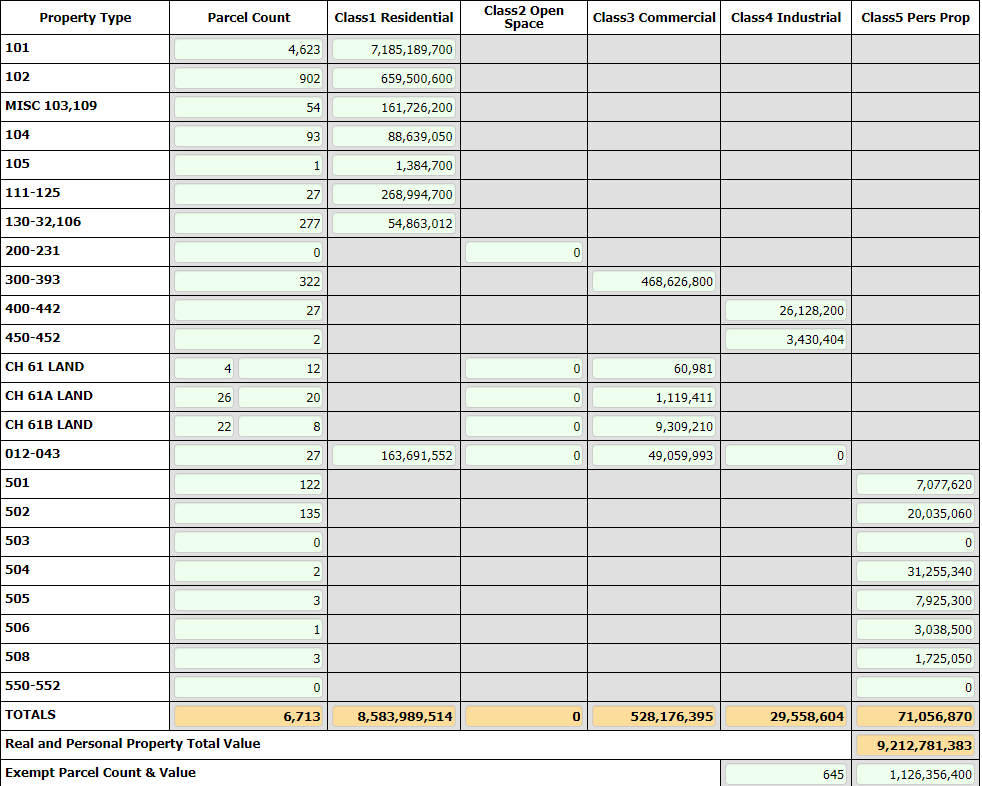 Property Type Parcel Count Class1 Residential Class2 Open Space Class3 Commercial Class4 Industrial Class5 Pers Prop
101 4,623 7,185,189,700
102 902 659,500,600
MISC 103,109 54 161,726,200
104 93 88,639,050
105 1 1,384,700
111-125 27 268,994,700
130-32,106 277 54,863,012
200-231 0 0
300-393 322 468,626,800
400-442 27 26,128,200
450-452 2 3,430,404
CH 61 LAND 4 12 0 60,981
CH 61A LAND 26 20 0 1,119,411
CH 61B LAND 22 8 0 9,309,210
012-043 27 163,691,552 0 49,059,993 0
501 122 7,077,620
502 135 20,035,060
503 0 0
504 2 31,255,340
505 3 7,925,300
506 1 3,038,500
508 3 1,725,050
550-552 0 0
TOTALS 6,713 8,583,989,514 0 528,176,395 29,558,604 71,056,870
Real and Personal Property Total Value 9,212,781,383
Exempt Parcel Count & Value 645 1,126,356,400